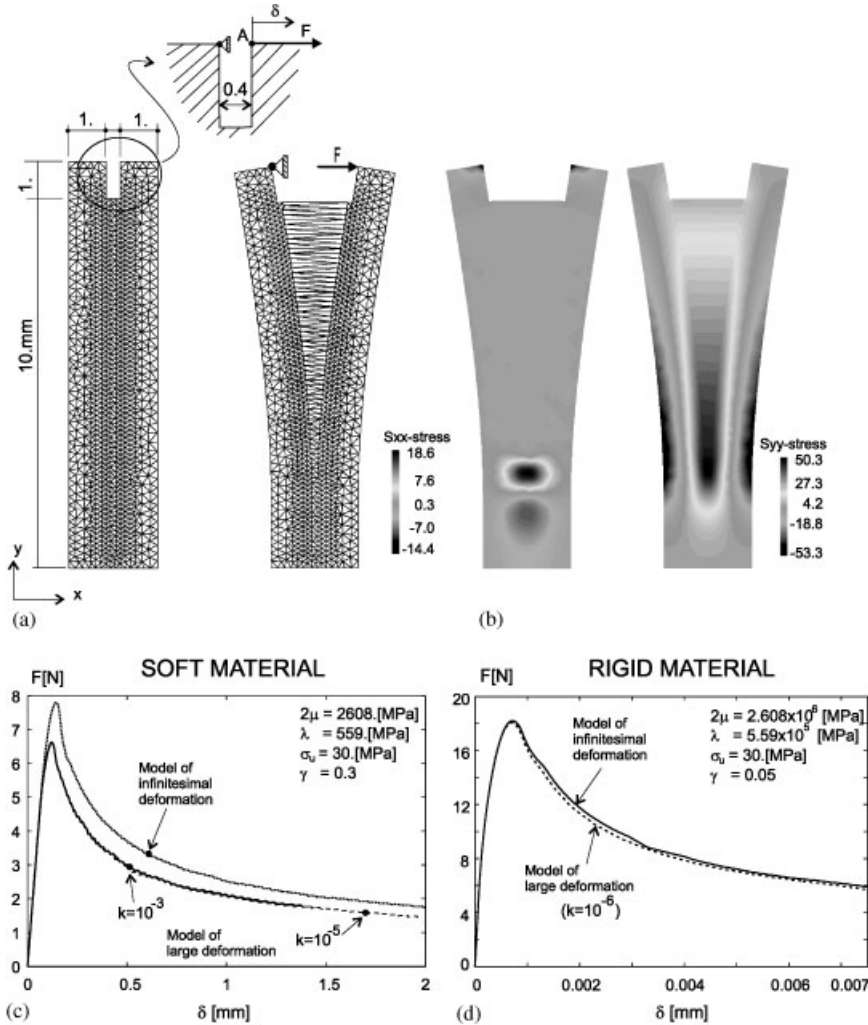 δ
A
F
0.4
1. 1.
1.
10.mm
F
Sxx-stress
18.6
7.6
0.3
-7.0
-14.4
Syy-stress
50.3
27.3
4.2
-18.8
-53.3
y
x
(a)
(b)
SOFT MATERIAL
F[N]
8
7
6
5
4
3
2
1
0
2μ = 2608.[MPa]
λ = 559.[MPa]
σu = 30.[MPa]
γ = 0.3
Model of
infinitesimal
deformation
k=10^-3
Model of
large deformation
k=10^-5
0 0.5 1 1.5 2
δ [mm]
(c)
RIGID MATERIAL
F[N]
20
16
12
8
4
0
2μ = 2.608x10^6 [MPa]
λ = 5.59x10^5 [MPa]
σu = 30.[MPa]
γ = 0.05
Model of
infinitesimal
deformation
Model of
large deformation
(k=10^-6)
0 0.002 0.004 0.006 0.007
δ [mm]
(d)